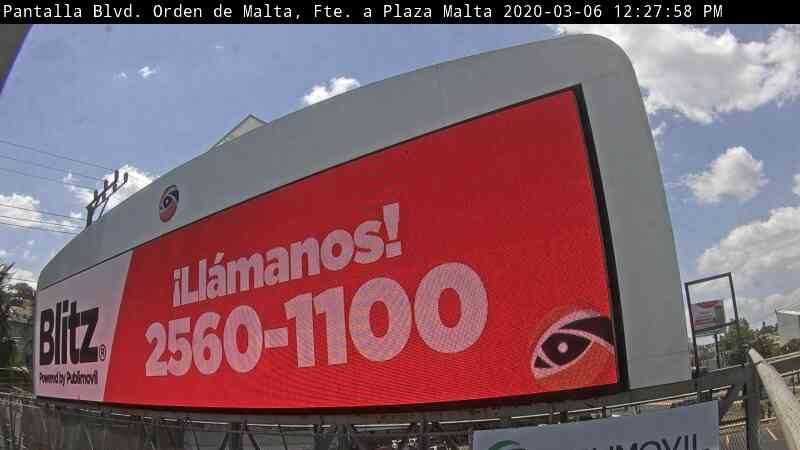 Pantalla Blvd. Orden de Malta, Fte. a Plaza Malta 2020-03-06 12:27:58 PM
¡Llámanos!
2560-1100
Blitz®
Powered by Publimovil